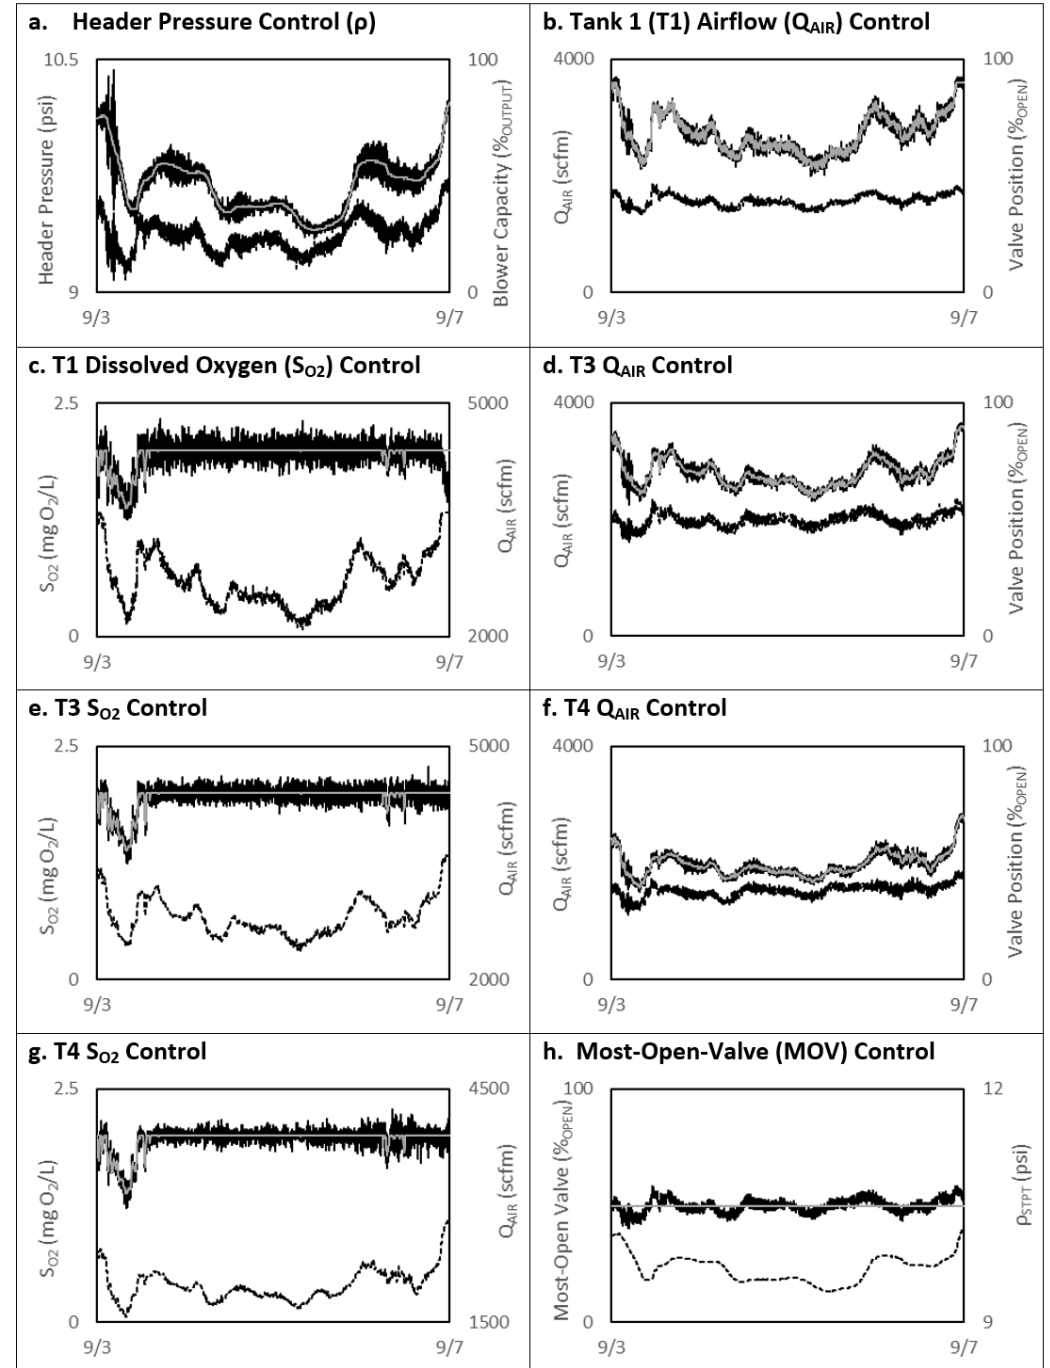 a. Header Pressure Control (ρ)
10.5
100
Header Pressure (psi)
Blower Capacity (%OUTPUT)
9
0
9/3
9/7
b. Tank 1 (T1) Airflow (QAIR) Control
4000
100
QAIR (scfm)
Valve Position (%OPEN)
0
0
9/3
9/7
c. T1 Dissolved Oxygen (SO2) Control
2.5
5000
SO2 (mg O2/L)
QAIR (scfm)
0
2000
9/3
9/7
d. T3 QAIR Control
4000
100
QAIR (scfm)
Valve Position (%OPEN)
0
0
9/3
9/7
e. T3 SO2 Control
2.5
5000
SO2 (mg O2/L)
QAIR (scfm)
0
2000
9/3
9/7
f. T4 QAIR Control
4000
100
QAIR (scfm)
Valve Position (%OPEN)
0
0
9/3
9/7
g. T4 SO2 Control
2.5
4500
SO2 (mg O2/L)
QAIR (scfm)
0
1500
9/3
9/7
h. Most-Open-Valve (MOV) Control
100
12
Most-Open Valve (%OPEN)
ρSTPT (psi)
0
9
9/3
9/7